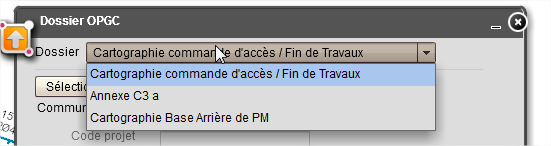 Dossier OPGC
Dossier Cartographie commande d'accès / Fin de Travaux
Cartographie commande d'accès / Fin de Travaux
Sélectio
Annexe C3 a
Commun
Cartographie Base Arrière de PM
Code projet